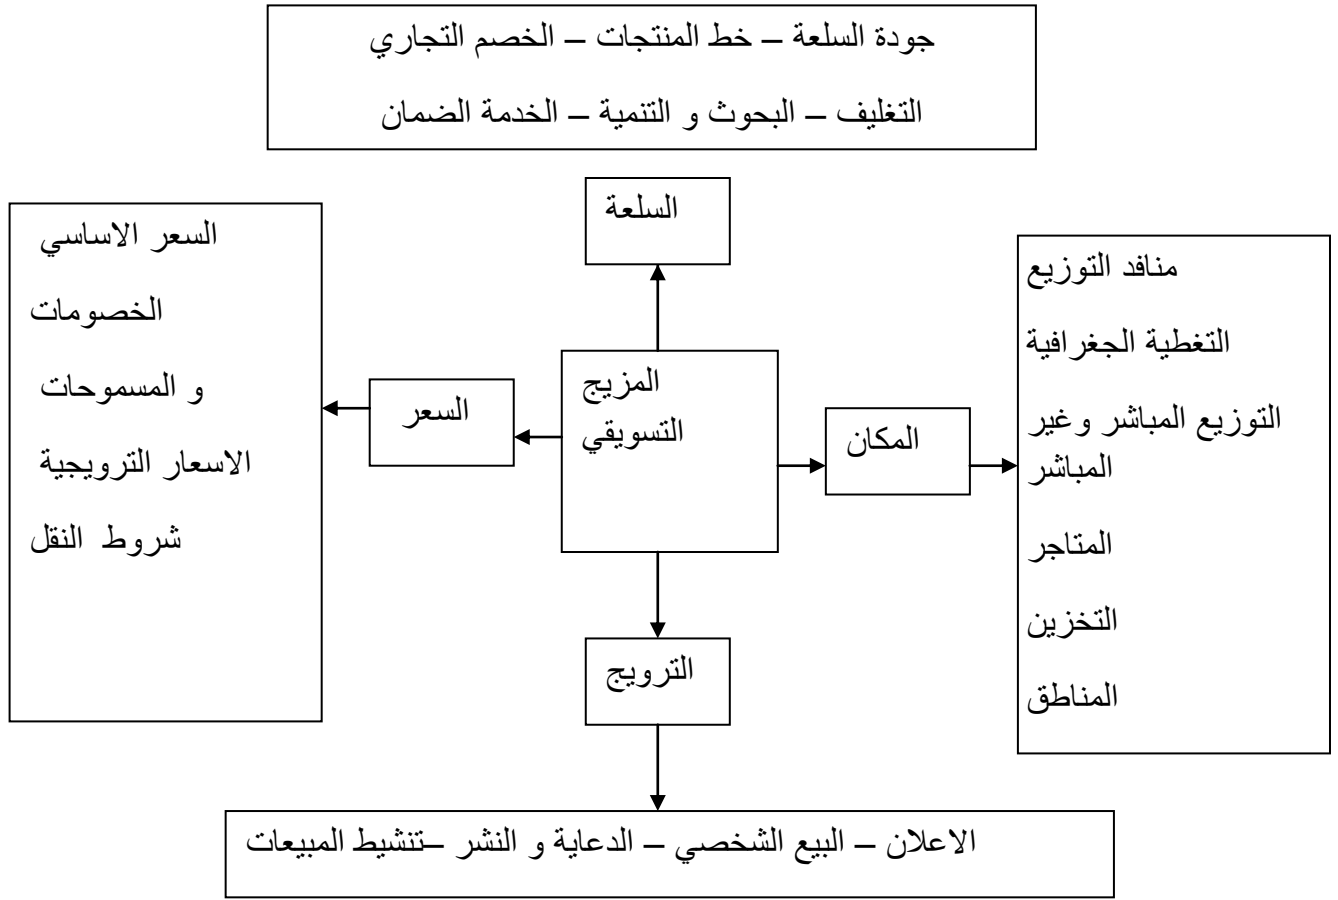 جودة السلعة – خط المنتجات – الخصم التجاري
التغليف – البحوث و التنمية – الخدمة الضمان
السلعة
منافد التوزيع
التغطية الجغرافية
التوزيع المباشر وغير
المباشر
المتاجر
التخزين
المناطق
المكان
المزيج
التسويقي
السعر
السعر الاساسي
الخصومات
و المسموحات
الاسعار الترويجية
شروط النقل
الترويج
الاعلان – البيع الشخصي – الدعاية و النشر –تنشيط المبيعات